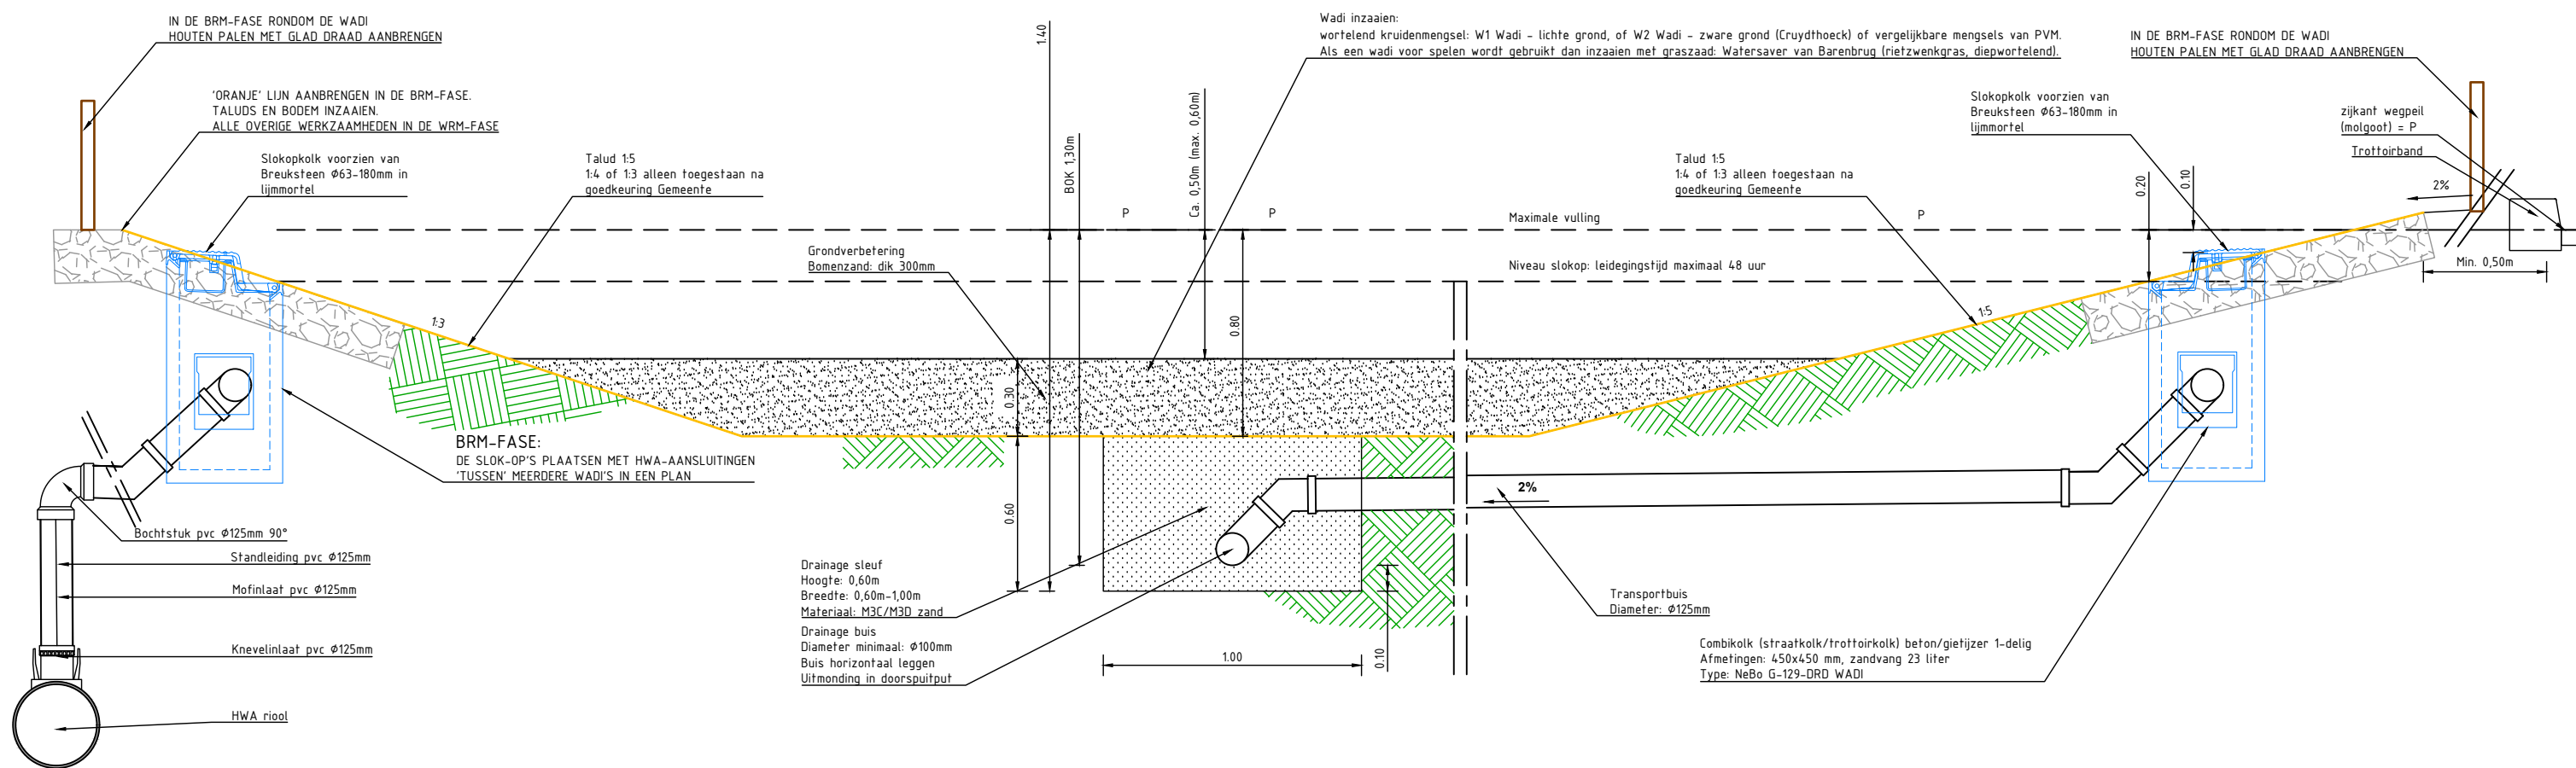 IN DE BRM-FASE RONDOM DE WADI
HOUTEN PALEN MET GLAD DRAAD AANBRENGEN
'ORANJE' LIJN AANBRENGEN IN DE BRM-FASE.
TALUDS EN BODEM INZAAIEN.
ALLE OVERIGE WERKZAAMHEDEN IN DE WRM-FASE
Slokopkolk voorzien van
Breuksteen Ø63-180mm in
lijmmortel
Talud 1:5
1:4 of 1:3 alleen toegestaan na
goedkeuring Gemeente
1:3
BRM-FASE:
DE SLOK-OP'S PLAATSEN MET HWA-AANSLUITINGEN
'TUSSEN' MEERDERE WADI'S IN EEN PLAN
Bochtstuk pvc Ø125mm 90°
Standleiding pvc Ø125mm
Mofinlaat pvc Ø125mm
Knevelinlaat pvc Ø125mm
HWA riool
Grondverbetering
Bomenzand: dik 300mm
1.40
BOK 1,30m
P
Ca. 0,50m (max. 0,60m)
P
0.80
0.30
0.60
Drainage sleuf
Hoogte: 0,60m
Breedte: 0,60m-1,00m
Materiaal: M3C/M3D zand
Drainage buis
Diameter minimaal: Ø100mm
Buis horizontaal leggen
Uitmonding in doorspuitput
1.00
0.10
Wadi inzaaien:
wortelend kruidenmengsel: W1 Wadi - lichte grond, of W2 Wadi - zware grond (Cruydthoeck) of vergelijkbare mengsels van PVM.
Als een wadi voor spelen wordt gebruikt dan inzaaien met graszaad: Watersaver van Barenbrug (rietzwenkgras, diepwortelend).
Maximale vulling
Niveau slokop: leidegingstijd maximaal 48 uur
2%
Transportbuis
Diameter: Ø125mm
Talud 1:5
1:4 of 1:3 alleen toegestaan na
goedkeuring Gemeente
P
1:5
Combikolk (straatkolk/trottoirkolk) beton/gietijzer 1-delig
Afmetingen: 450x450 mm, zandvang 23 liter
Type: NeBo G-129-DRD WADI
Slokopkolk voorzien van
Breuksteen Ø63-180mm in
lijmmortel
0.20
0.10
IN DE BRM-FASE RONDOM DE WADI
HOUTEN PALEN MET GLAD DRAAD AANBRENGEN
zijkant wegpeil
(molgoot) = P
Trottoirband
2%
Min. 0,50m